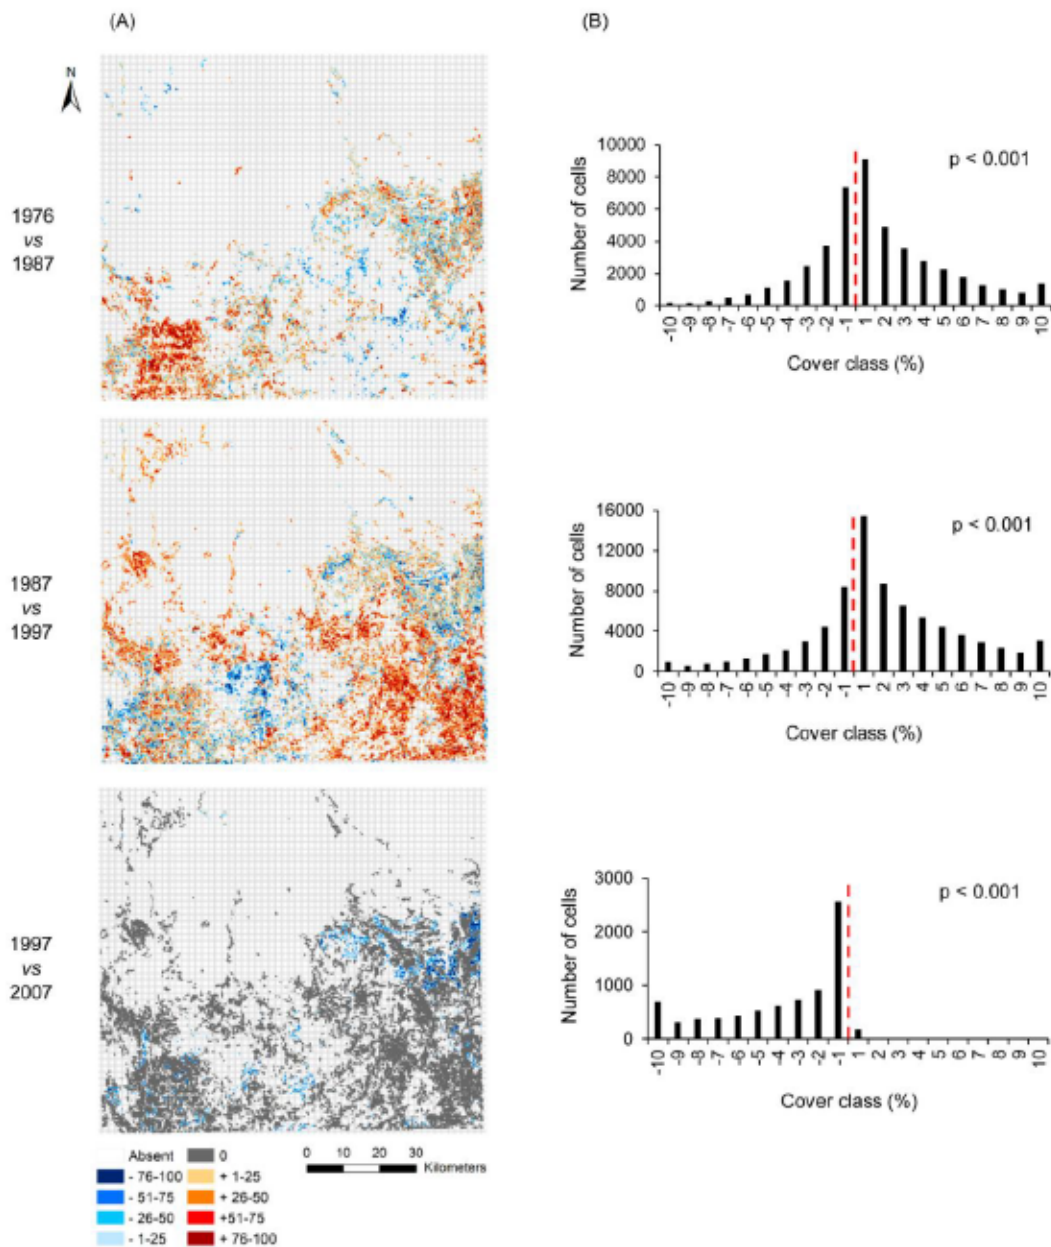 (A)
(B)
N
1976
vs
1987
10000
8000
6000
4000
2000
0
Number of cells
p < 0.001
-10 -9 -8 -7 -6 -5 -4 -3 -2 -1 1 2 3 4 5 6 7 8 9 10
Cover class (%)
1987
vs
1997
16000
12000
8000
4000
0
Number of cells
p < 0.001
-10 -9 -8 -7 -6 -5 -4 -3 -2 -1 1 2 3 4 5 6 7 8 9 10
Cover class (%)
1997
vs
2007
3000
2000
1000
0
Number of cells
p < 0.001
-10 -9 -8 -7 -6 -5 -4 -3 -2 -1 1 2 3 4 5 6 7 8 9 10
Cover class (%)
Absent 0
- 76-100 + 1-25
- 51-75 + 26-50
- 26-50 +51-75
- 1-25 + 76-100
0 10 20 30
Kilometers